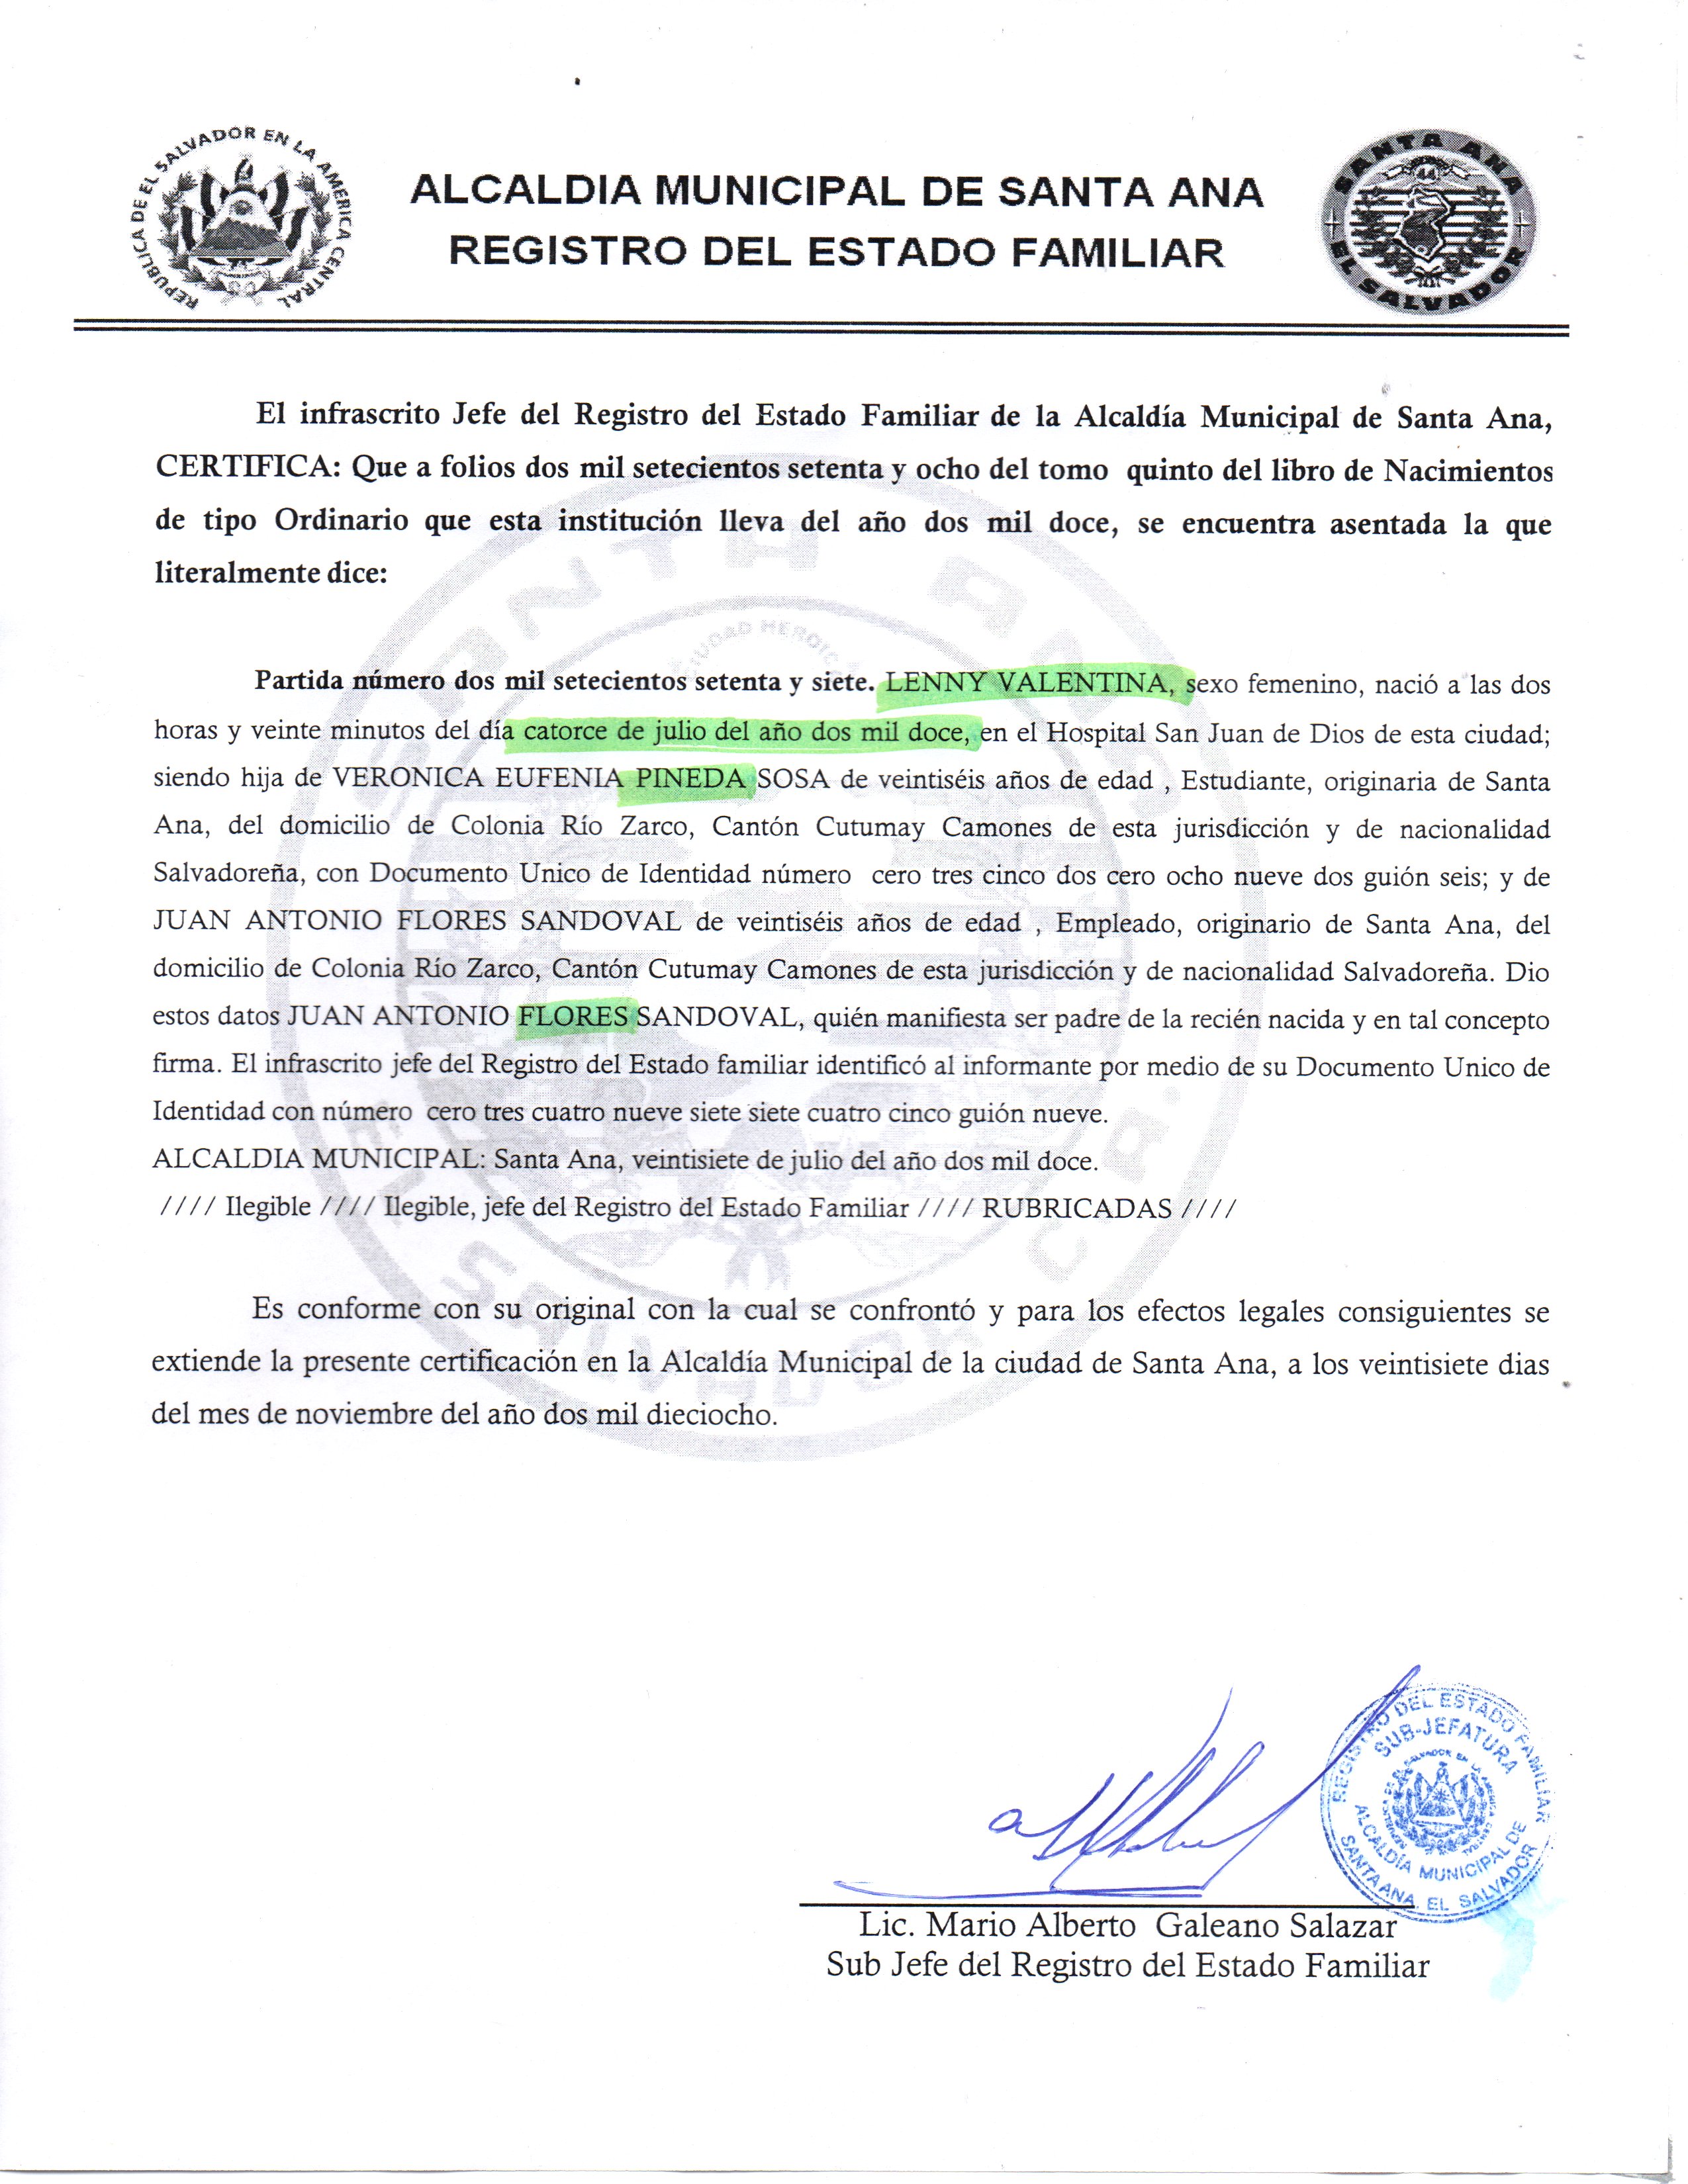 REPUBLICA DE EL SALVADOR EN LA AMERICA CENTRAL
ALCALDIA MUNICIPAL DE SANTA ANA
REGISTRO DEL ESTADO FAMILIAR
SANTA ANA
44
EL SALVADOR
El infrascrito Jefe del Registro del Estado Familiar de la Alcaldía Municipal de Santa Ana,
CERTIFICA: Que a folios dos mil setecientos setenta y ocho del tomo quinto del libro de Nacimientos
de tipo Ordinario que esta institución lleva del año dos mil doce, se encuentra asentada la que
literalmente dice:
Partida número dos mil setecientos setenta y siete. LENNY VALENTINA, sexo femenino, nació a las dos
horas y veinte minutos del día catorce de julio del año dos mil doce, en el Hospital San Juan de Dios de esta ciudad;
siendo hija de VERONICA EUFENIA PINEDA SOSA de veintiséis años de edad , Estudiante, originaria de Santa
Ana, del domicilio de Colonia Río Zarco, Cantón Cutumay Camones de esta jurisdicción y de nacionalidad
Salvadoreña, con Documento Unico de Identidad número cero tres cinco dos cero ocho nueve dos guión seis; y de
JUAN ANTONIO FLORES SANDOVAL de veintiséis años de edad , Empleado, originario de Santa Ana, del
domicilio de Colonia Río Zarco, Cantón Cutumay Camones de esta jurisdicción y de nacionalidad Salvadoreña. Dio
estos datos JUAN ANTONIO FLORES SANDOVAL, quién manifiesta ser padre de la recién nacida y en tal concepto
firma. El infrascrito jefe del Registro del Estado familiar identificó al informante por medio de su Documento Unico de
Identidad con número cero tres cuatro nueve siete siete cuatro cinco guión nueve.
ALCALDIA MUNICIPAL: Santa Ana, veintisiete de julio del año dos mil doce.
//// Ilegible //// Ilegible, jefe del Registro del Estado Familiar //// RUBRICADAS ////
Es conforme con su original con la cual se confrontó y para los efectos legales consiguientes se
extiende la presente certificación en la Alcaldía Municipal de la ciudad de Santa Ana, a los veintisiete dias
del mes de noviembre del año dos mil dieciocho.
SANTA ANA
CIUDAD HEROICA
EL SALVADOR C.A.
REGISTRO DEL ESTADO FAMILIAR
SUB-JEFATURA
ALCALDÍA MUNICIPAL DE
SANTA ANA, EL SALVADOR
Lic. Mario Alberto Galeano Salazar
Sub Jefe del Registro del Estado Familiar